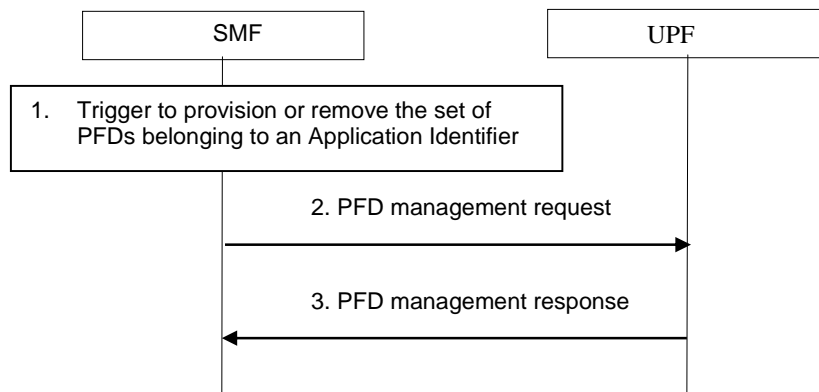 SMF
UPF
1. Trigger to provision or remove the set of
PFDs belonging to an Application Identifier
2. PFD management request
3. PFD management response